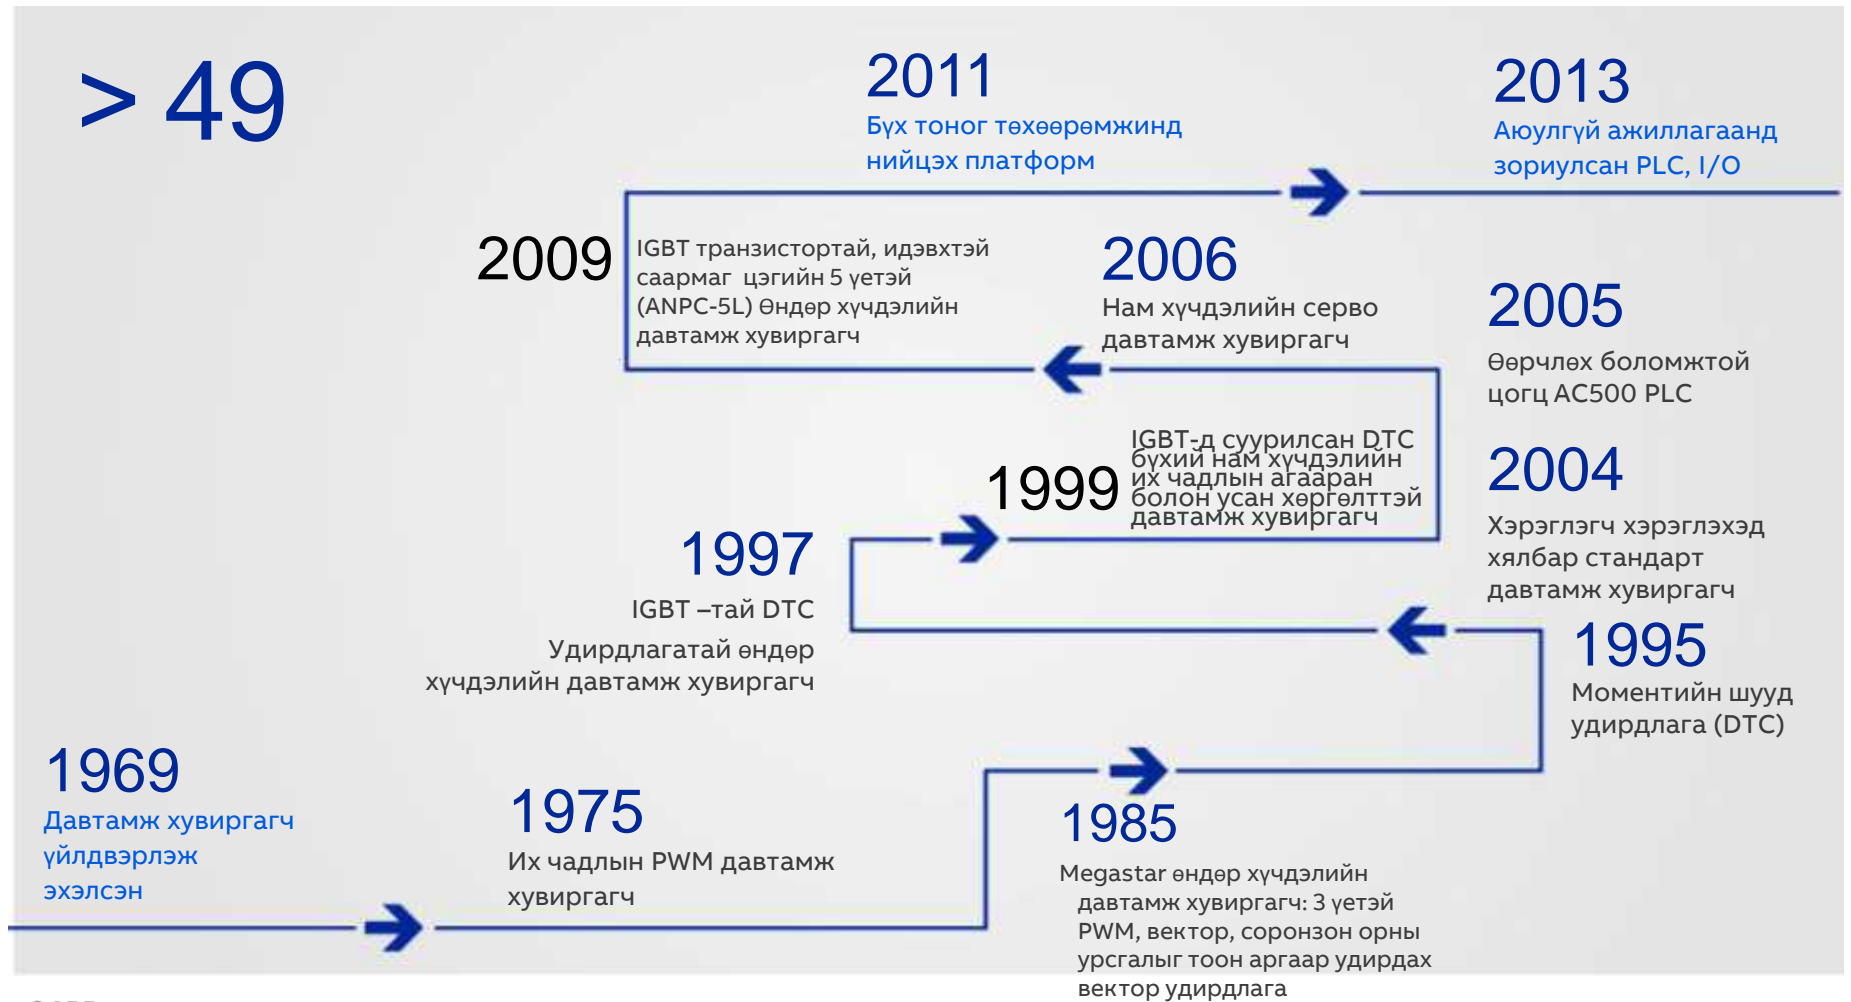 > 49
2011
Бүх тоног төхөөрөмжинд
нийцэх платформ
2013
Аюулгүй ажиллагаанд
зориулсан PLC, I/O
2009
IGBT транзистортай, идэвхтэй
саармаг цэгийн 5 үетэй
(ANPC-5L) Өндөр хүчдэлийн
давтамж хувиргагч
2006
Нам хүчдэлийн серво
давтамж хувиргагч
2005
Өөрчлөх боломжтой
цогц AC500 PLC
1999
IGBT-д суурилсан DTC
бүхий нам хүчдэлийн
их чадлын агааран
болон усан хөргөлттэй
давтамж хувиргагч
2004
Хэрэглэгч хэрэглэхэд
хялбар стандарт
давтамж хувиргагч
1997
IGBT –тай DTC
Удирдлагатай өндөр
хүчдэлийн давтамж хувиргагч
1995
Моментийн шууд
удирдлага (DTC)
1969
Давтамж хувиргагч
үйлдвэрлэж
эхэлсэн
1975
Их чадлын PWM давтамж
хувиргагч
1985
Megastar өндөр хүчдэлийн
давтамж хувиргагч: 3 үетэй
PWM, вектор, соронзон орны
урсгалыг тоон аргаар удирдах
вектор удирдлага